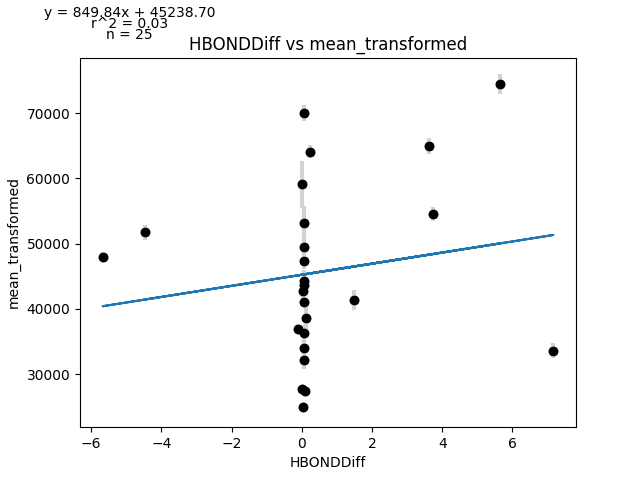 y = 849.84x + 45238.70
r^2 = 0.03
n = 25
HBONDDiff vs mean_transformed
mean_transformed
70000
60000
50000
40000
30000
−6
−4
−2
0
2
4
6
HBONDDiff